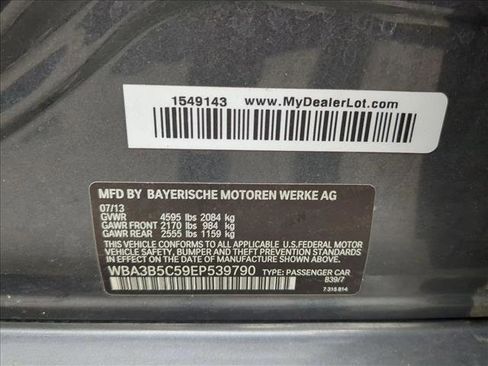 1549143 www.MyDealerLot.com
MFD BY BAYERISCHE MOTOREN WERKE AG
07/13
GVWR 4595 lbs 2084 kg
GAWR FRONT 2170 lbs 984 kg
GAWR REAR 2555 lbs 1159 kg
THIS VEHICLE CONFORMS TO ALL APPLICABLE U.S.FEDERAL MOTOR
VEHICLE SAFETY, BUMPER AND THEFT PREVENTION STANDARDS
IN EFFECT ON THE DATE OF MANUFACTURE SHOWN ABOVE.
WBA3B5C59EP539790 TYPE: PASSENGER CAR
B39/7
7 318 814